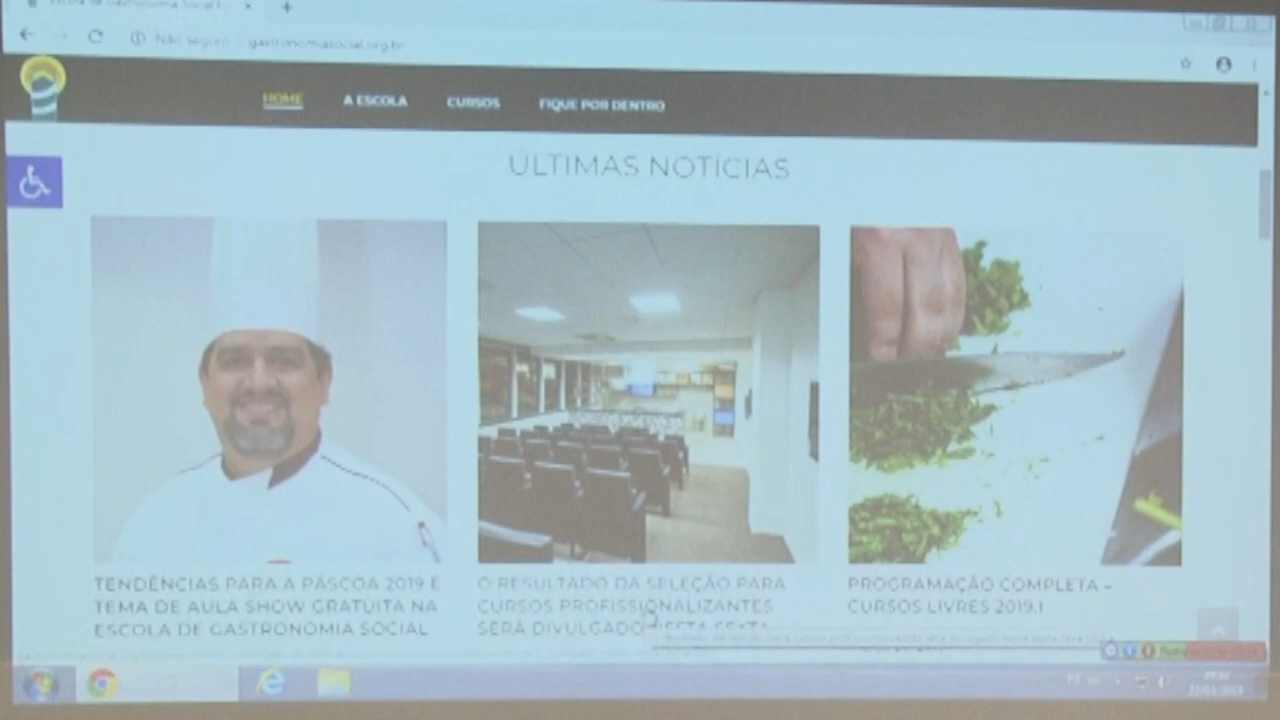 Não seguro
gastronomiasocial.org.br
HOME
A ESCOLA
CURSOS
FIQUE POR DENTRO
ÚLTIMAS NOTÍCIAS
TENDÊNCIAS PARA A PÁSCOA 2019 É
TEMA DE AULA SHOW GRATUITA NA
ESCOLA DE GASTRONOMIA SOCIAL
O RESULTADO DA SELEÇÃO PARA
CURSOS PROFISSIONALIZANTES
SERÁ DIVULGADO NESTA SEXTA
PROGRAMAÇÃO COMPLETA –
CURSOS LIVRES 2019.1
PT